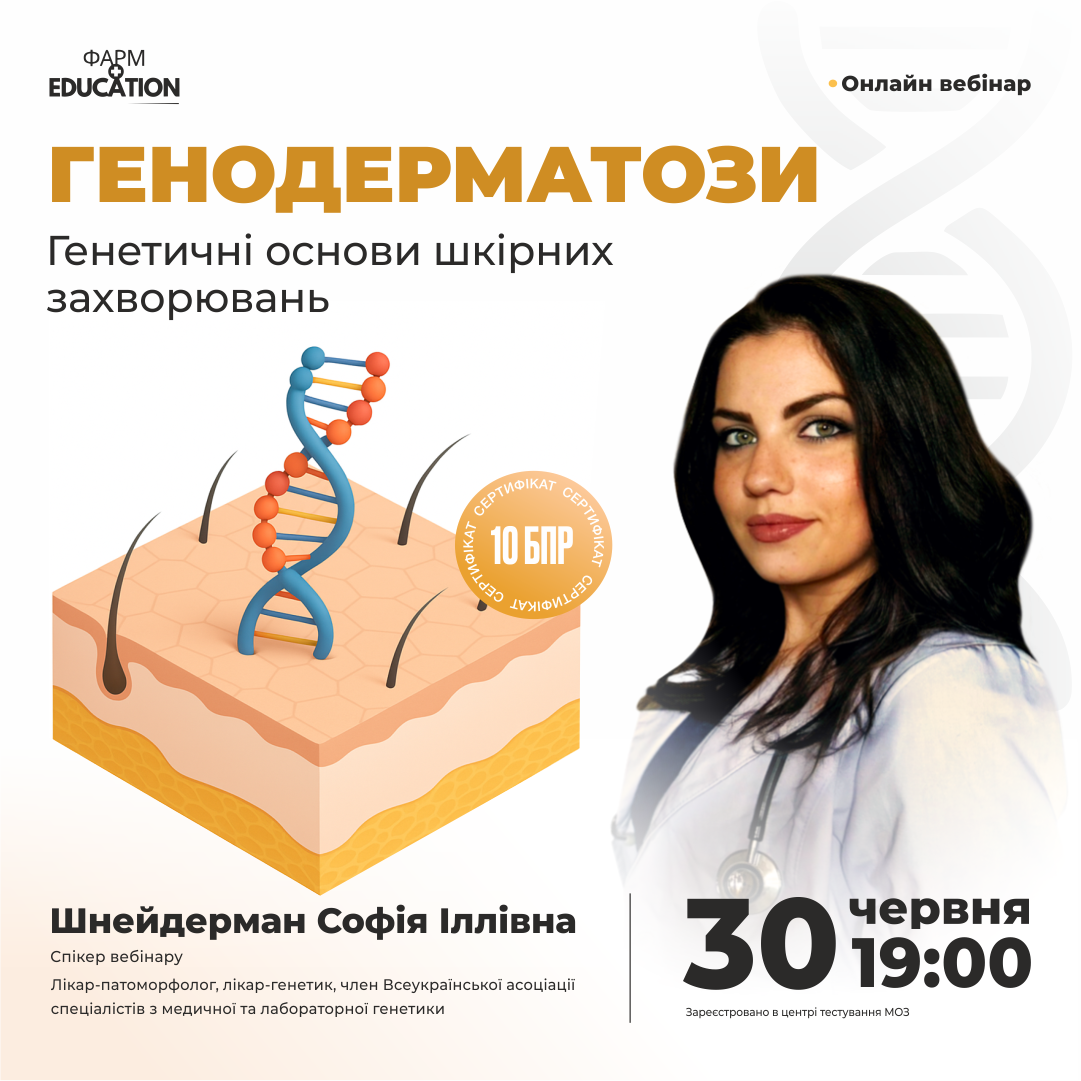 ФАРМ
EDUCATION
Онлайн вебінар
ГЕНОДЕРМАТОЗИ
Генетичні основи шкірних
захворювань
СЕРТИФІКАТ СЕРТИФІКАТ СЕРТИФІКАТ СЕРТИФІКАТ
10 БПР
Шнейдерман Софія Іллівна
Спікер вебінару
Лікар-патоморфолог, лікар-генетик, член Всеукраїнської асоціації
спеціалістів з медичної та лабораторної генетики
30 червня
19:00
Зареєстровано в центрі тестування МОЗ